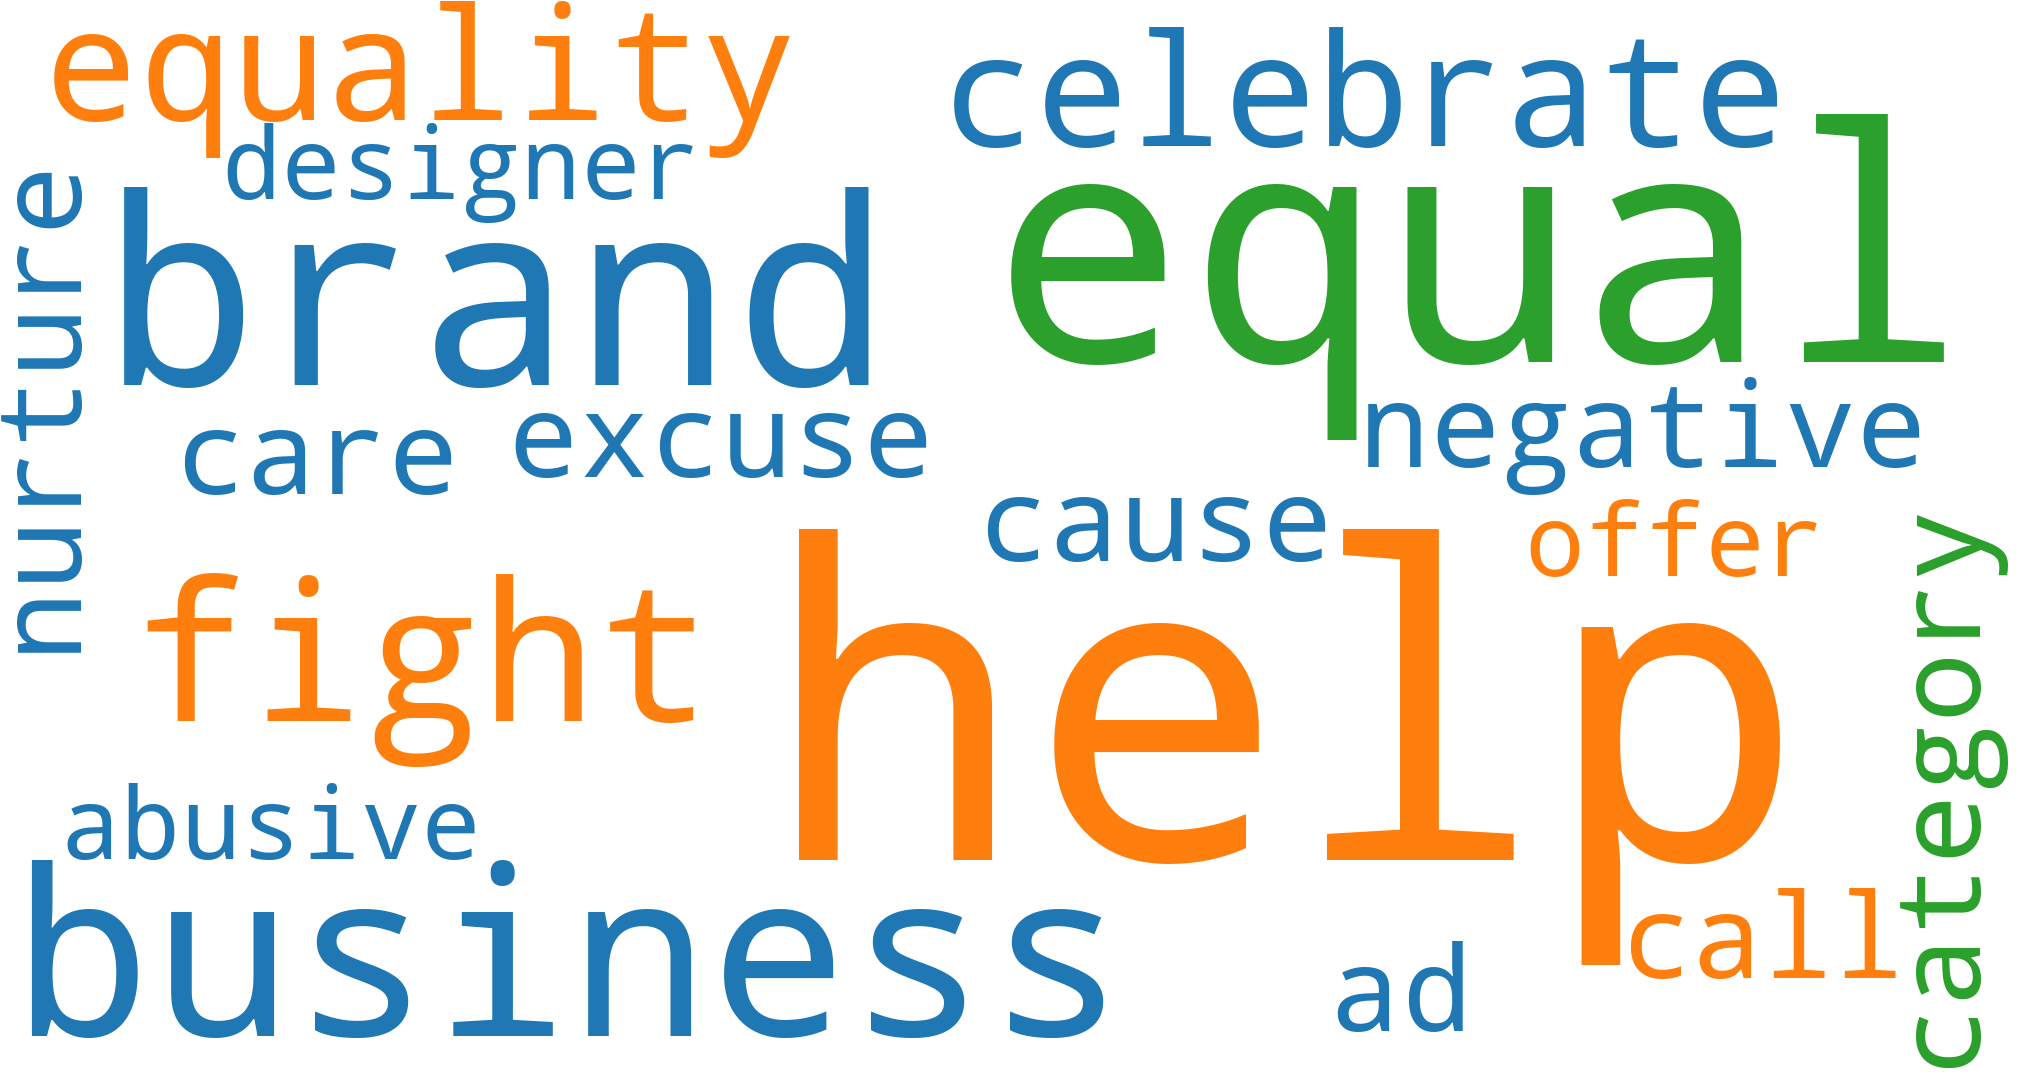 equality
celebrate
designer
equal
brand
nurture
negative
care
excuse
cause
offer
fight
help
category
abusive
business
call
ad